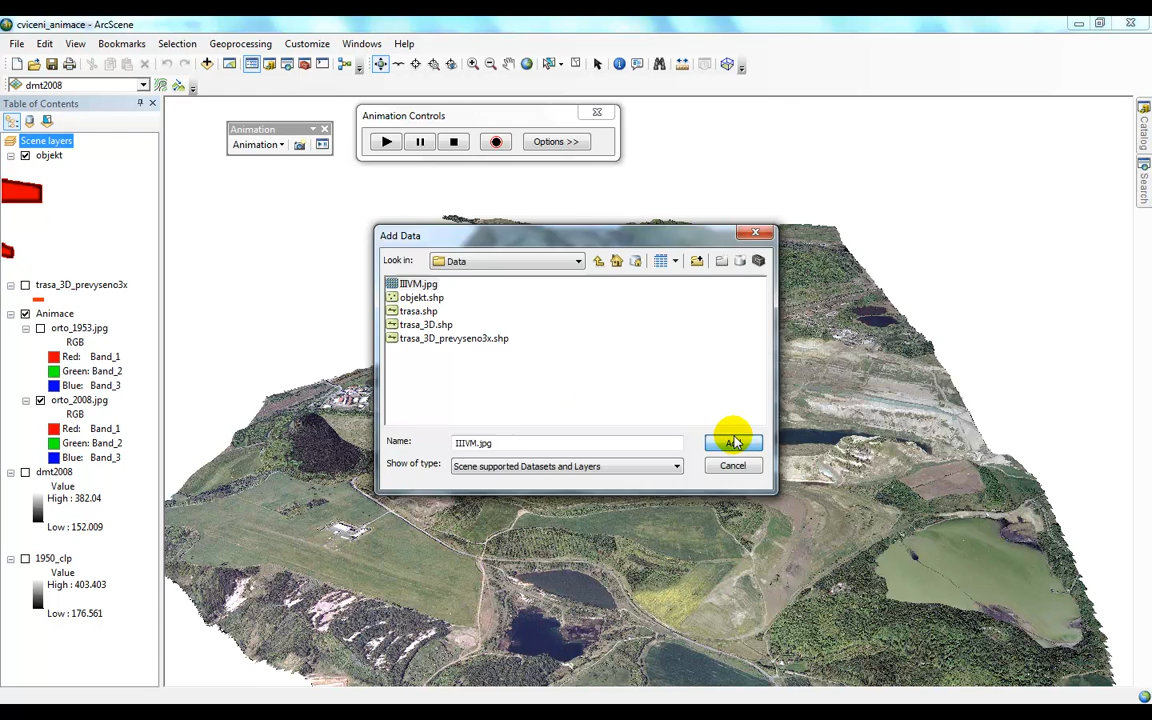 cviceni_animace - ArcScene
File Edit View Bookmarks Selection Geoprocessing Customize Windows Help
dmt2008
Table of Contents
Scene layers
objekt
trasa_3D_prevyseno3x
Animace
orto_1953.jpg
RGB
Red: Band_1
Green: Band_2
Blue: Band_3
orto_2008.jpg
RGB
Red: Band_1
Green: Band_2
Blue: Band_3
dmt2008
Value
High : 382.04
Low : 152.009
1950_clp
Value
High : 403.403
Low : 176.561
Animation
Animation
Animation Controls
Options >>
Add Data
Look in: Data
IIIVM.jpg
objekt.shp
trasa.shp
trasa_3D.shp
trasa_3D_prevyseno3x.shp
Name: IIIVM.jpg
Show of type: Scene supported Datasets and Layers
Cancel
Catalog
Search